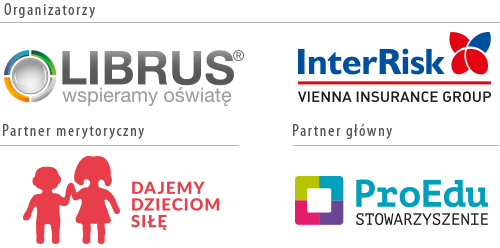 Organizatorzy
LIBRUS®
wspieramy oświatę
InterRisk
VIENNA INSURANCE GROUP
Partner merytoryczny
DAJEMY
DZIECIOM
SIŁĘ
Partner główny
ProEdu
STOWARZYSZENIE